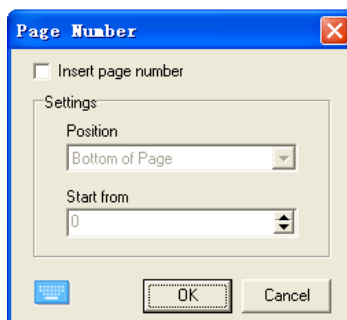 Page Number
Insert page number
Settings
Position
Bottom of Page
Start from
0
OK Cancel